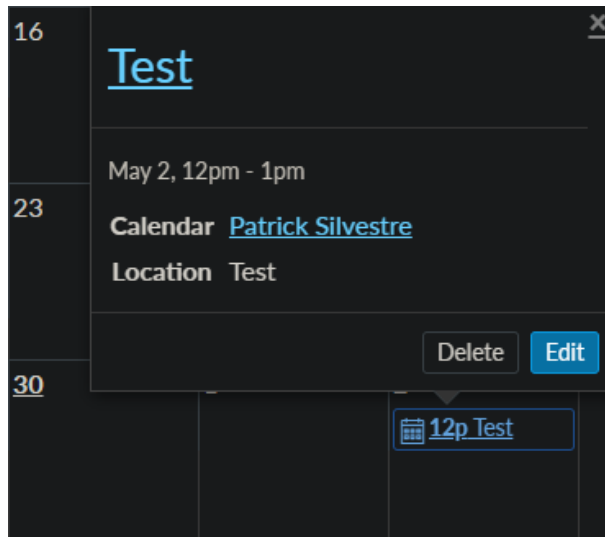 16
×
Test
May 2, 12pm - 1pm
23
Calendar Patrick Silvestre
Location Test
Delete Edit
30
12p Test